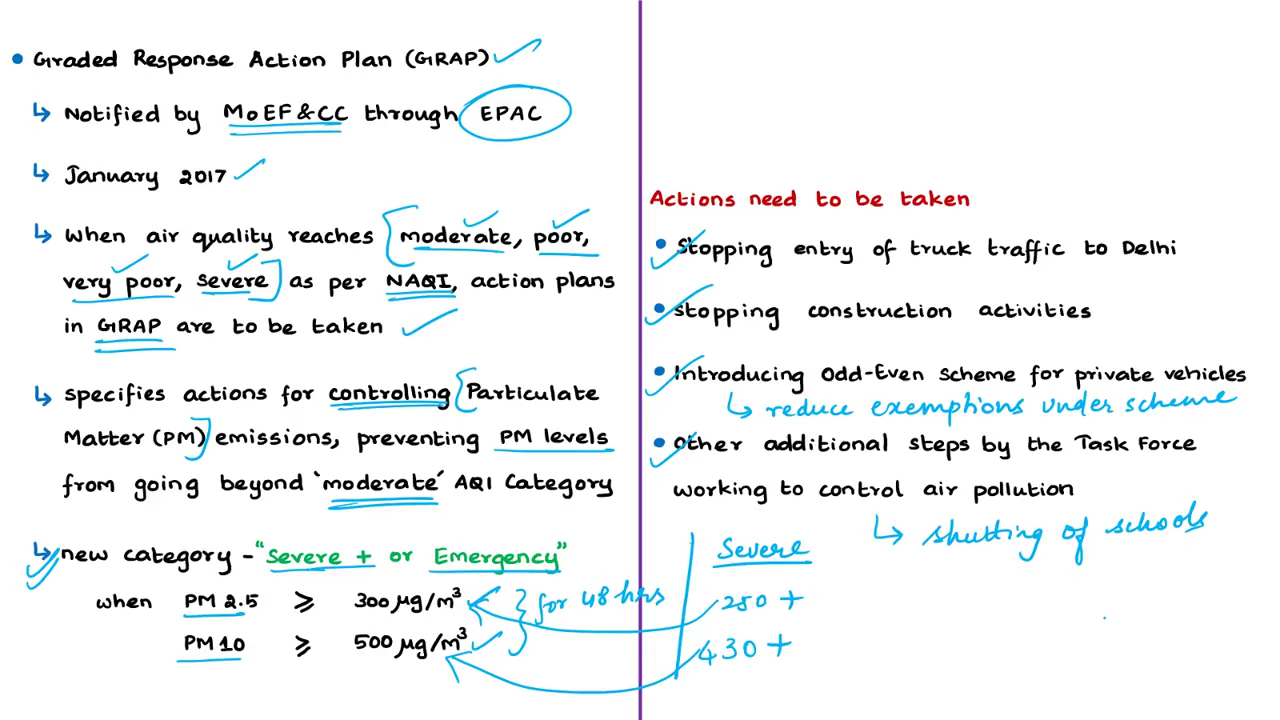 • Graded Response Action Plan (GRAP)
↳ Notified by MoEF&CC through EPAC
↳ January 2017
↳ When air quality reaches moderate, poor,
very poor, severe as per NAQI, action plans
in GRAP are to be taken
↳ specifies actions for controlling Particulate
Matter (PM) emissions, preventing PM levels
from going beyond 'moderate' AQI Category
↳ new category - "Severe + or Emergency"
when PM 2.5 ⩾ 300 μg/m³ } for 48 hrs
PM 10 ⩾ 500 μg/m³
Actions need to be taken
• Stopping entry of truck traffic to Delhi
• Stopping construction activities
• Introducing Odd-Even scheme for private vehicles
↳ reduce exemptions under scheme
• Other additional steps by the Task Force
working to control air pollution
↳ shutting of schools
Severe
250 +
430 +